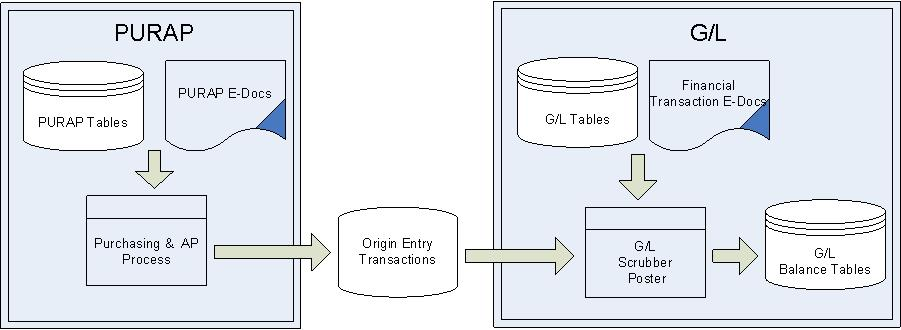 PURAP
PURAP Tables
PURAP E-Docs
Purchasing & AP
Process
Origin Entry
Transactions
G/L
G/L Tables
Financial
Transaction E-Docs
G/L
Scrubber
Poster
G/L
Balance Tables